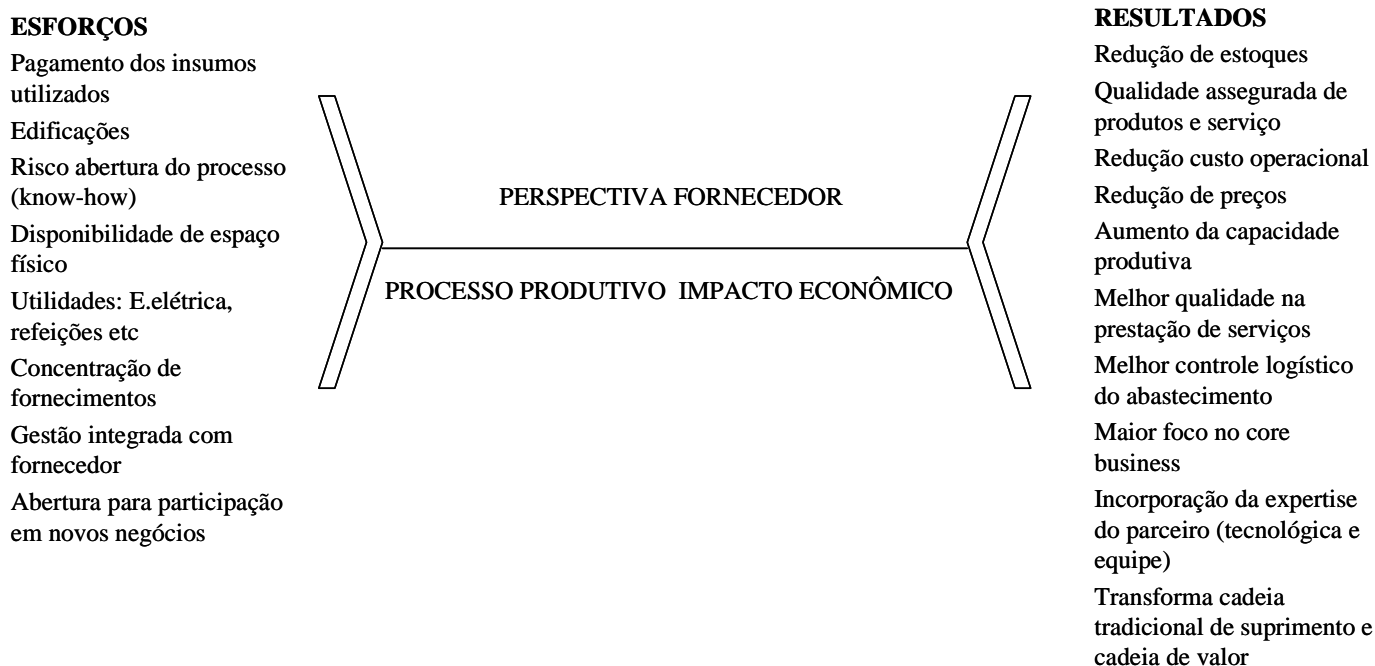 ESFORÇOS
Pagamento dos insumos
utilizados
Edificações
Risco abertura do processo
(know-how)
Disponibilidade de espaço
físico
Utilidades: E.elétrica,
refeições etc
Concentração de
fornecimentos
Gestão integrada com
fornecedor
Abertura para participação
em novos negócios
PERSPECTIVA FORNECEDOR
PROCESSO PRODUTIVO IMPACTO ECONÔMICO
RESULTADOS
Redução de estoques
Qualidade assegurada de
produtos e serviço
Redução custo operacional
Redução de preços
Aumento da capacidade
produtiva
Melhor qualidade na
prestação de serviços
Melhor controle logístico
do abastecimento
Maior foco no core
business
Incorporação da expertise
do parceiro (tecnológica e
equipe)
Transforma cadeia
tradicional de suprimento e
cadeia de valor